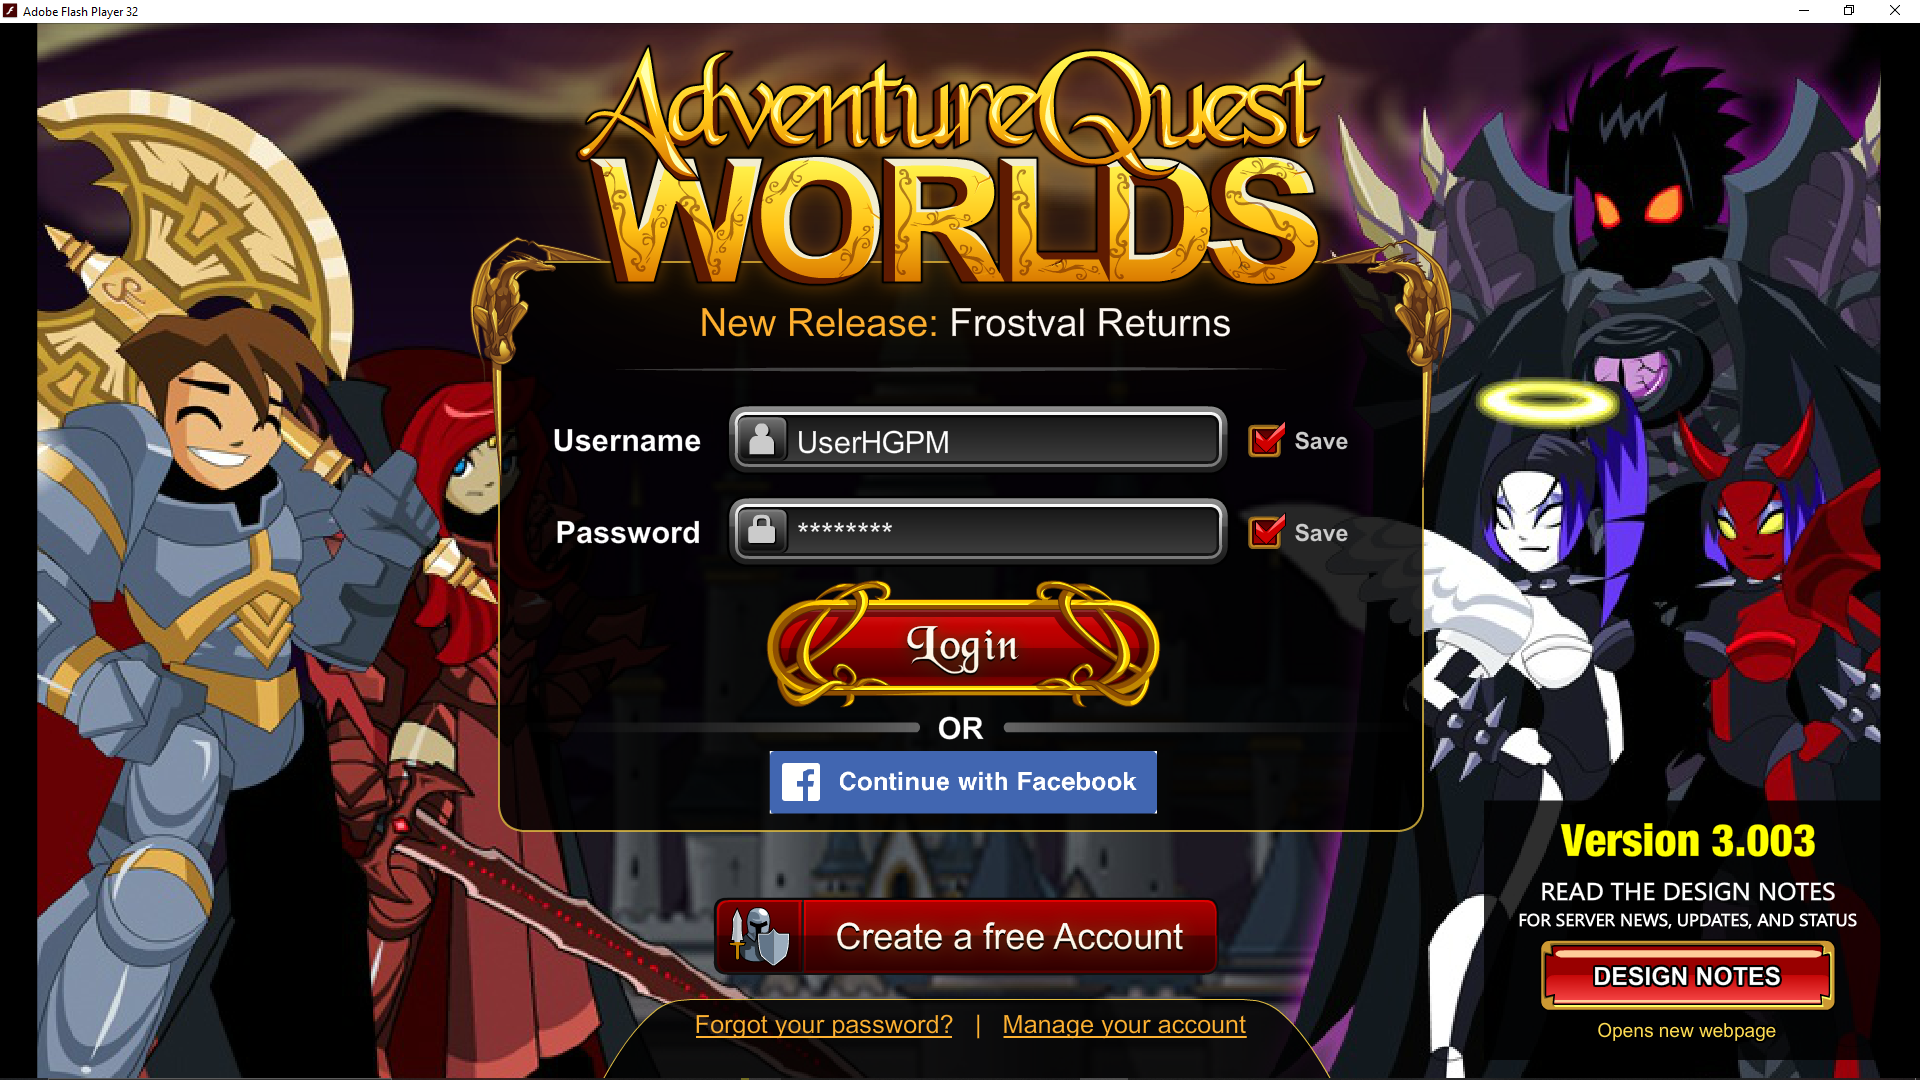 Adobe Flash Player 32
AdventureQuest
WORLDS
New Release: Frostval Returns
Username
UserHGPM
Save
Password
********
Save
Login
OR
Continue with Facebook
Create a free Account
Forgot your password? | Manage your account
Version 3.003
READ THE DESIGN NOTES
FOR SERVER NEWS, UPDATES, AND STATUS
DESIGN NOTES
Opens new webpage